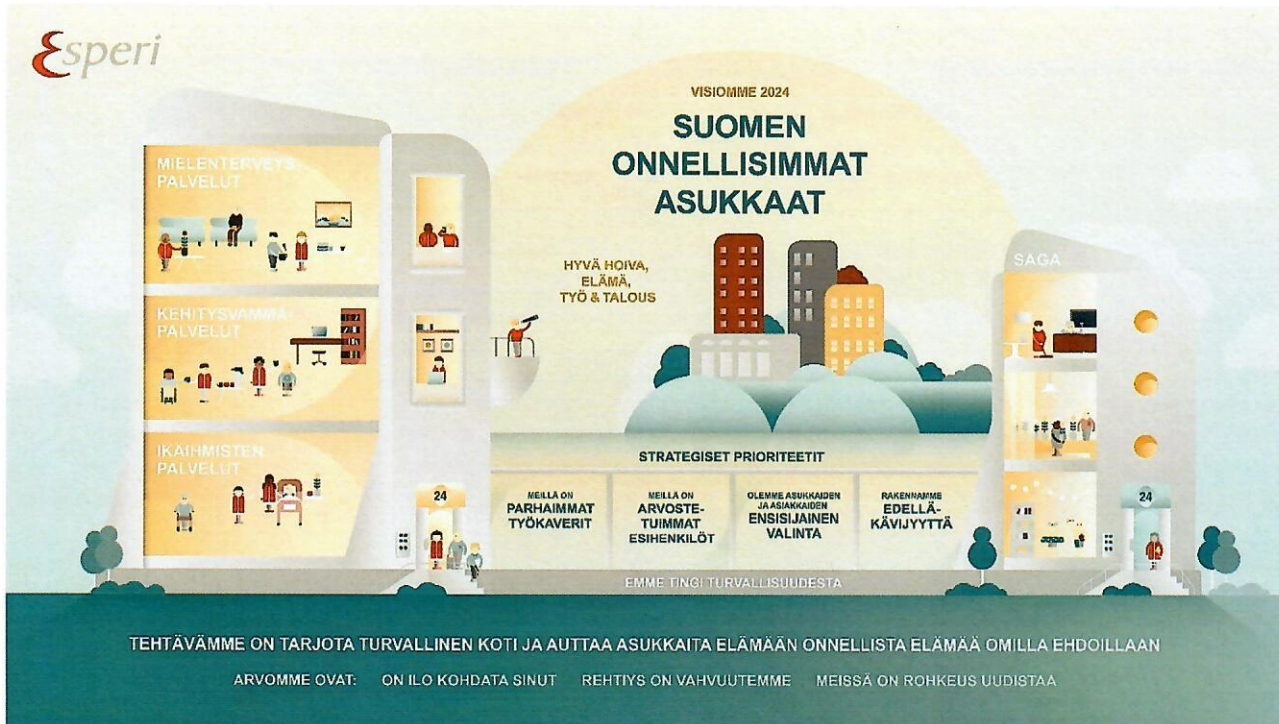 Esperi
VISIOMME 2024
SUOMEN
ONNELLISIMMAT
ASUKKAAT
HYVÄ HOIVA,
ELÄMÄ,
TYÖ & TALOUS
MIELENTERVEYS-
PALVELUT
KEHITYSVAMMA-
PALVELUT
IKÄIHMISTEN
PALVELUT
24
SAGA
24
STRATEGISET PRIORITEETIT
MEILLÄ ON
PARHAIMMAT
TYÖKAVERIT
MEILLÄ ON
ARVOSTE-
TUIMMAT
ESIHENKILÖT
OLEMME ASUKKAIDEN
JA ASIAKKAIDEN
ENSISIJAINEN
VALINTA
RAKENNAMME
EDELLÄ-
KÄVIJYYTTÄ
EMME TINGI TURVALLISUUDESTA
TEHTÄVÄMME ON TARJOTA TURVALLINEN KOTI JA AUTTAA ASUKKAITA ELÄMÄÄN ONNELLISTA ELÄMÄÄ OMILLA EHDOILLAAN
ARVOMME OVAT: ON ILO KOHDATA SINUT REHTIYS ON VAHVUUTEMME MEISSÄ ON ROHKEUS UUDISTAA